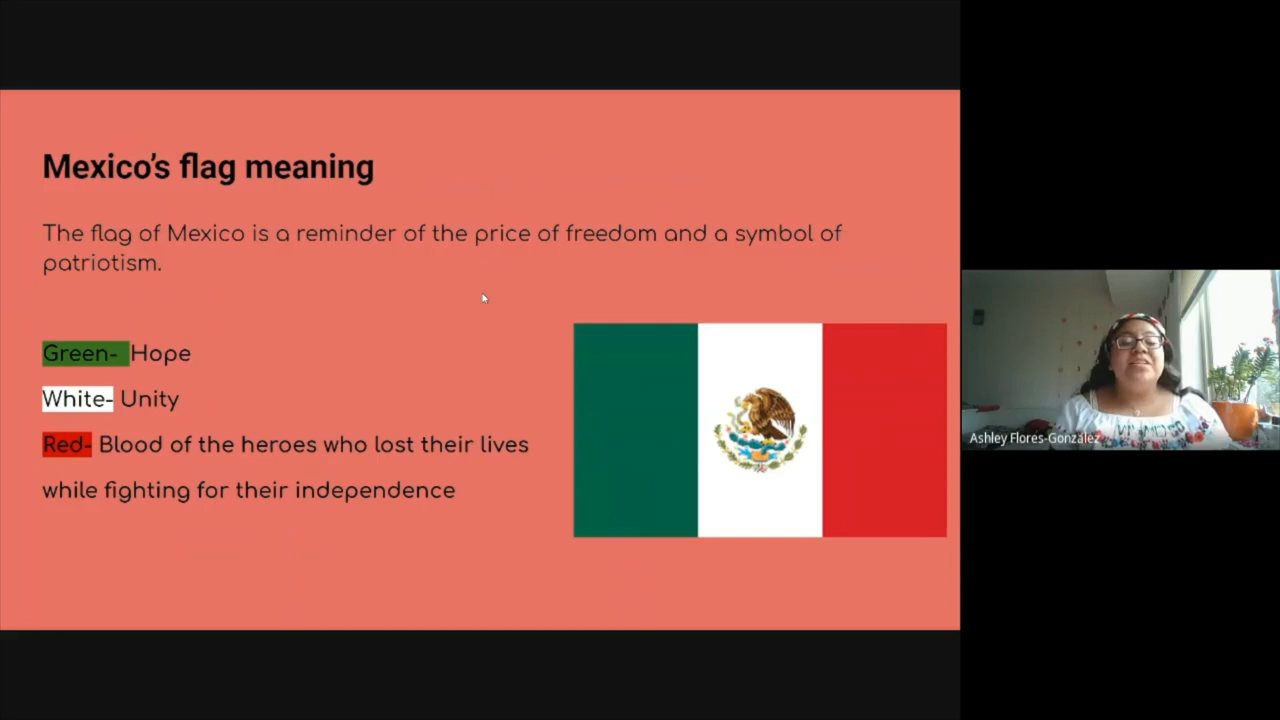 Mexico's flag meaning
The flag of Mexico is a reminder of the price of freedom and a symbol of
patriotism.
Green- Hope
White- Unity
Red- Blood of the heroes who lost their lives
while fighting for their independence
Ashley Flores-Gonzalez